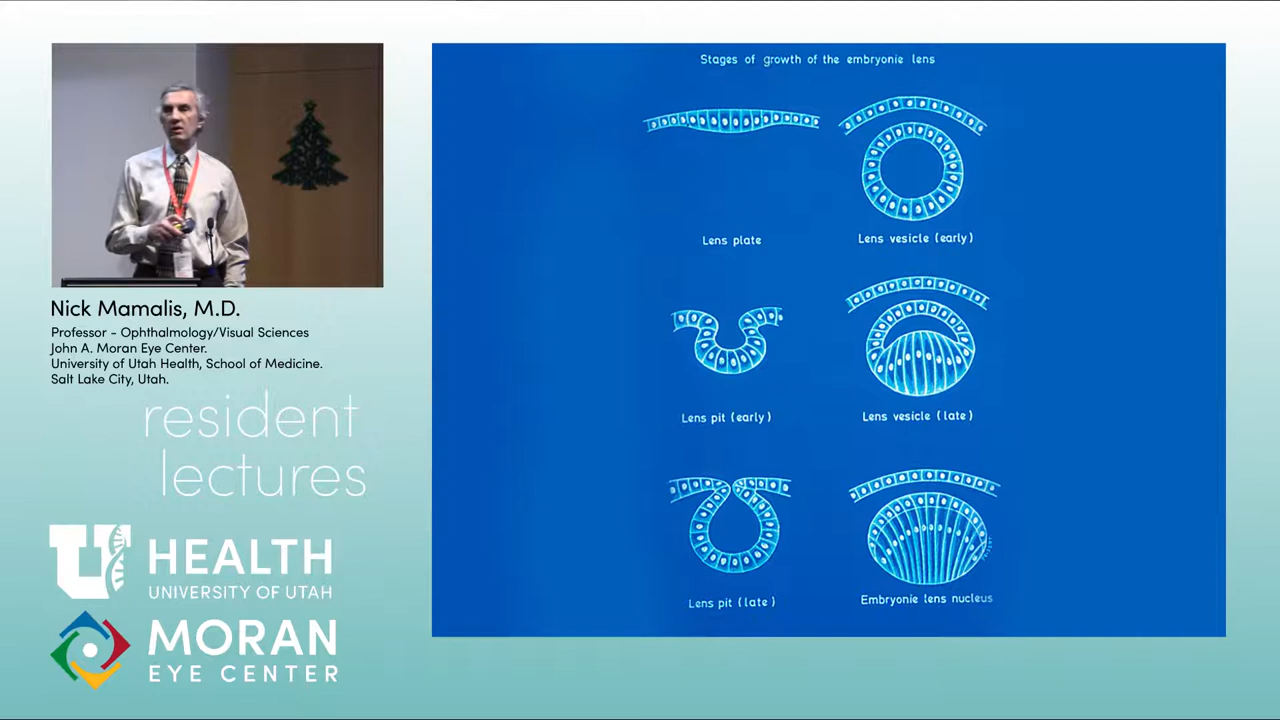 Nick Mamalis, M.D.
Professor - Ophthalmology/Visual Sciences
John A. Moran Eye Center.
University of Utah Health, School of Medicine.
Salt Lake City, Utah.
resident
lectures
U HEALTH
UNIVERSITY OF UTAH
MORAN
EYE CENTER
Stages of growth of the embryonie lens
Lens plate
Lens vesicle (early)
Lens pit (early)
Lens vesicle (late)
Lens pit (late)
Embryonie lens nucleus